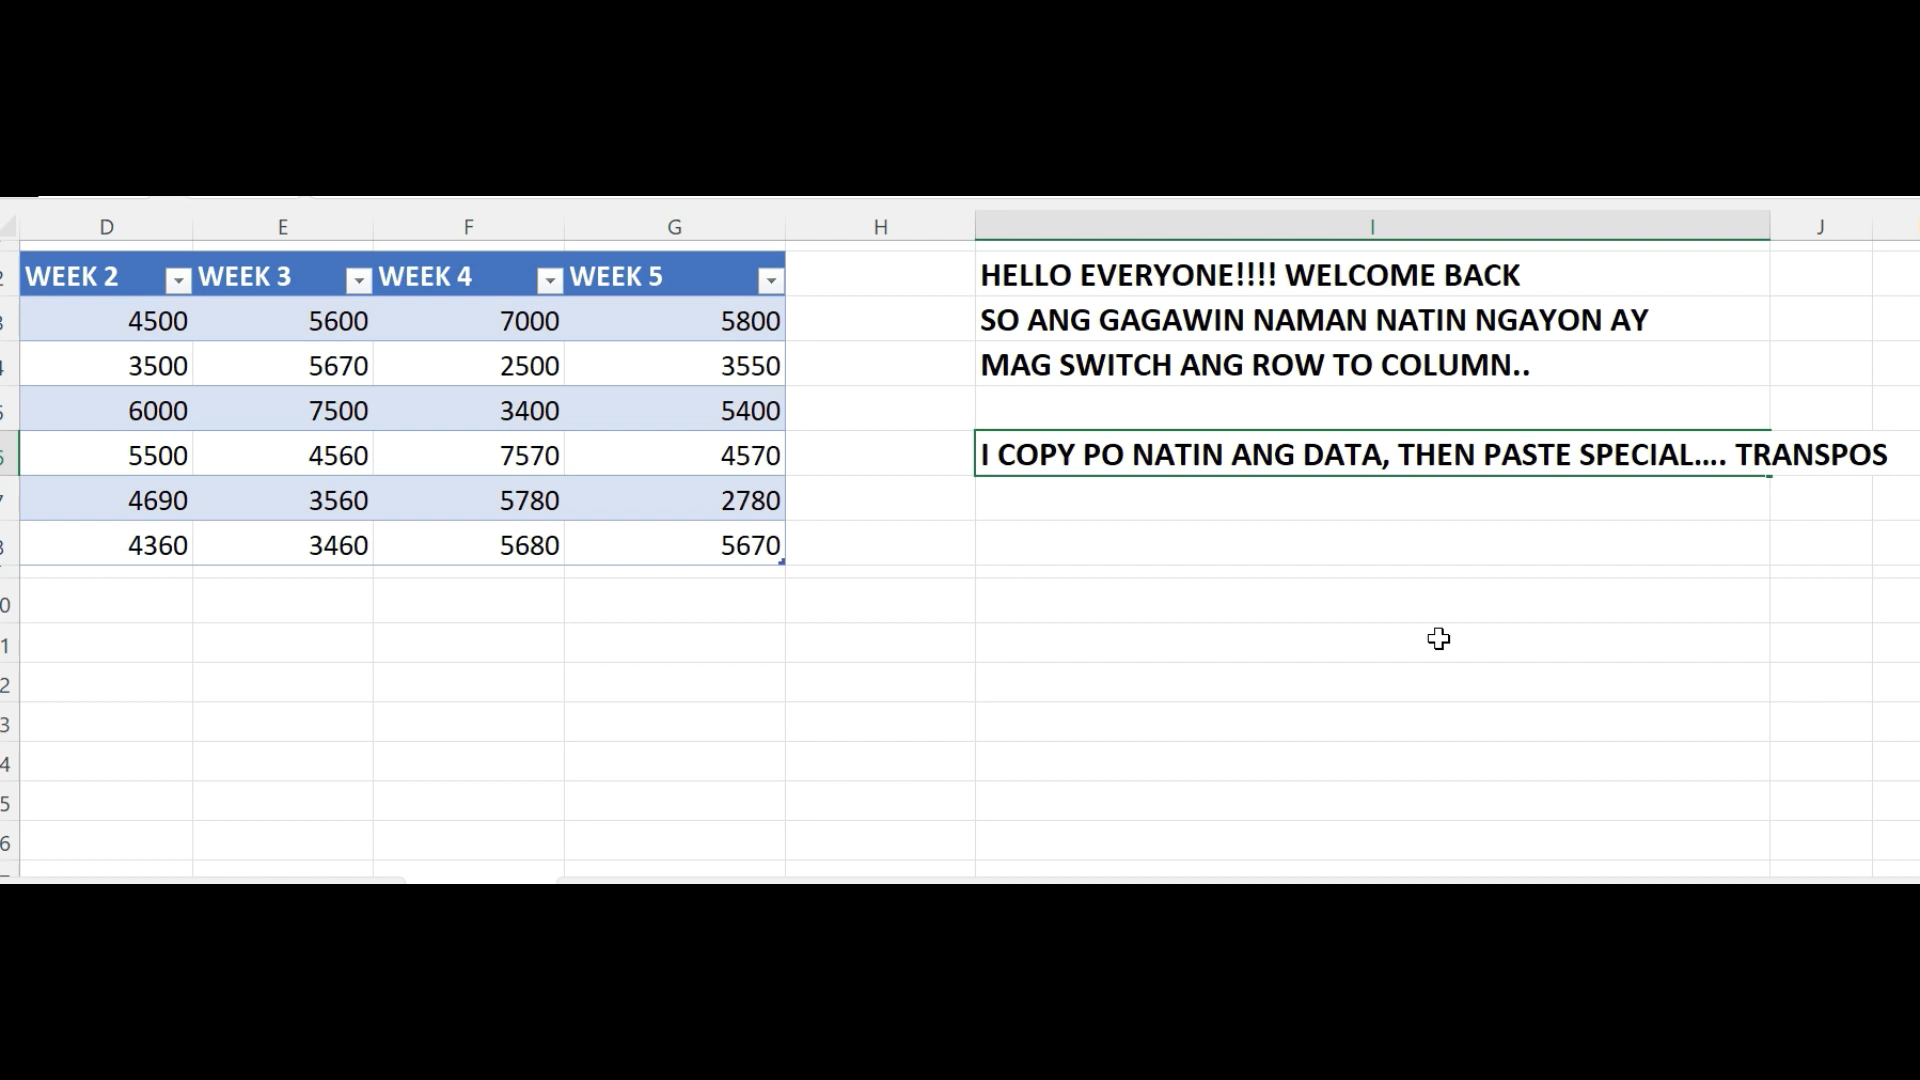 D E F G H I J
WEEK 2 WEEK 3 WEEK 4 WEEK 5 HELLO EVERYONE!!!! WELCOME BACK
4500 5600 7000 5800 SO ANG GAGAWIN NAMAN NATIN NGAYON AY
3500 5670 2500 3550 MAG SWITCH ANG ROW TO COLUMN..
6000 7500 3400 5400
5500 4560 7570 4570 I COPY PO NATIN ANG DATA, THEN PASTE SPECIAL.... TRANSPOS
4690 3560 5780 2780
4360 3460 5680 5670